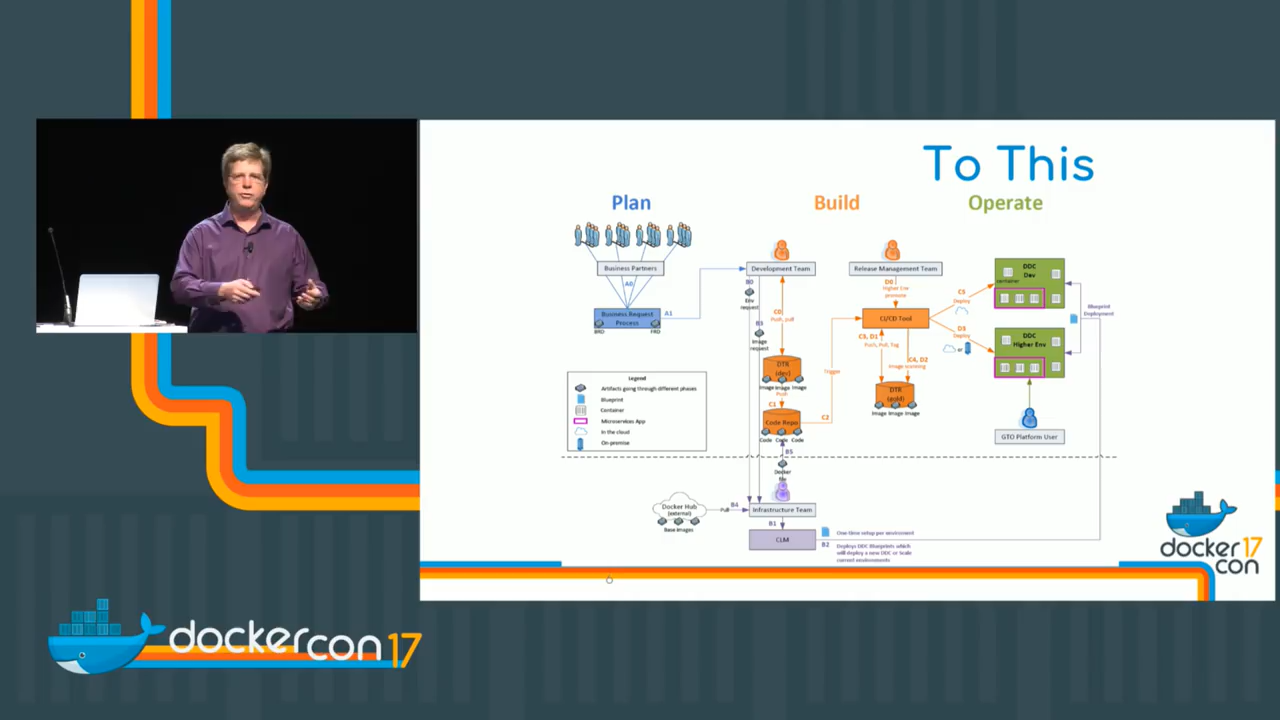 To This
Plan
Build
Operate
Business Partners
A0
Business Request
Process
BRD
FRD
A1
Development Team
B0
Env
request
B3
Image
request
C0
Push, pull
DTR
(dev)
Image Image Image
Push
C1
Code Repo
Code Code Code
C2
Trigger
B5
Docker
file
Release Management Team
D0
Higher Env
promote
CI/CD Tool
C3, D1
Push, Pull, Tag
C4, D2
Image scanning
DTR
(gold)
Image Image Image
C5
Deploy
D3
Deploy
or
DDC
Dev
container
DDC
Higher Env
Blueprint
Deployment
GTO Platform User
Legend
Artifacts going through different phases
Blueprint
Container
Microservices App
In the cloud
On-premise
Docker Hub
(external)
Base images
Pull
B4
Infrastructure Team
B1
CLM
One-time setup per environment
B2
Deploys DDC Blueprints which
will deploy a new DDC or Scale
current environments
docker 17
con
dockercon 17